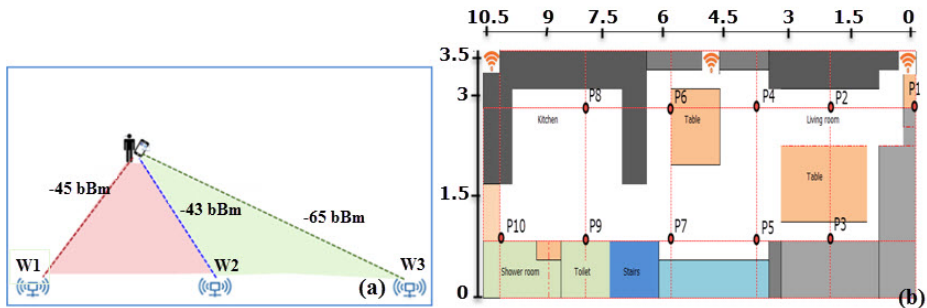 -45 bBm
-43 bBm
-65 bBm
W1
W2
W3
(a)
10.5 9 7.5 6 4.5 3 1.5 0
3.5
3
1.5
0
P8
P6
P4
P2
P1
Kitchen
Table
Living room
Table
P10
P9
P7
P5
P3
Shower room
Toilet
Stairs
(b)